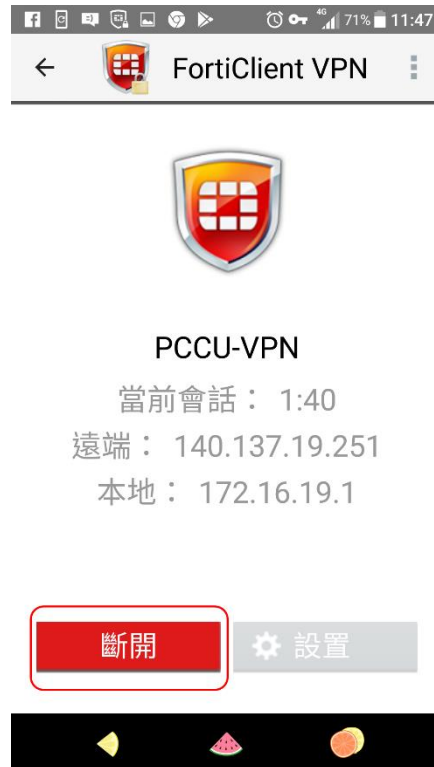 4G 71% 11:47
FortiClient VPN
PCCU-VPN
當前會話： 1:40
遠端： 140.137.19.251
本地： 172.16.19.1
斷開 設置